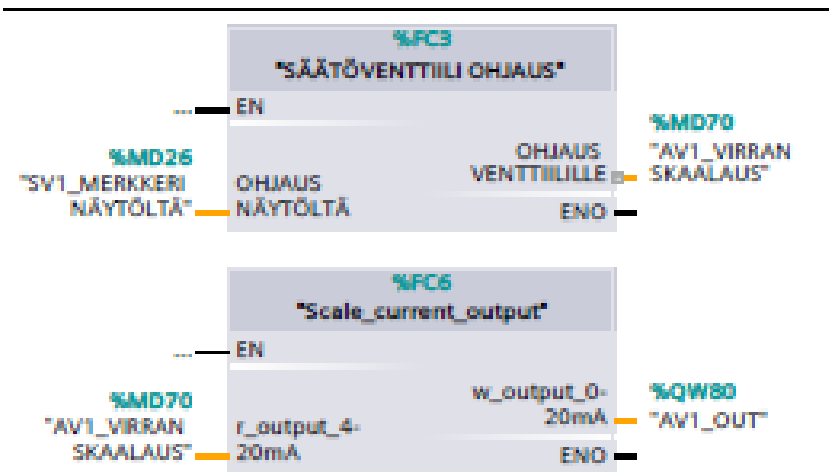 %FC3
"SÄÄTÖVENTTIILI OHJAUS"
... EN
%MD26
"SV1_MERKKERI
NÄYTÖLTÄ"
OHJAUS
NÄYTÖLTÄ
OHJAUS
VENTTIILILLE
%MD70
"AV1_VIRRAN
SKAALAUS"
ENO
%FC6
"Scale_current_output"
... EN
%MD70
"AV1_VIRRAN
SKAALAUS"
r_output_4-
20mA
w_output_0-
20mA
%QW80
"AV1_OUT"
ENO